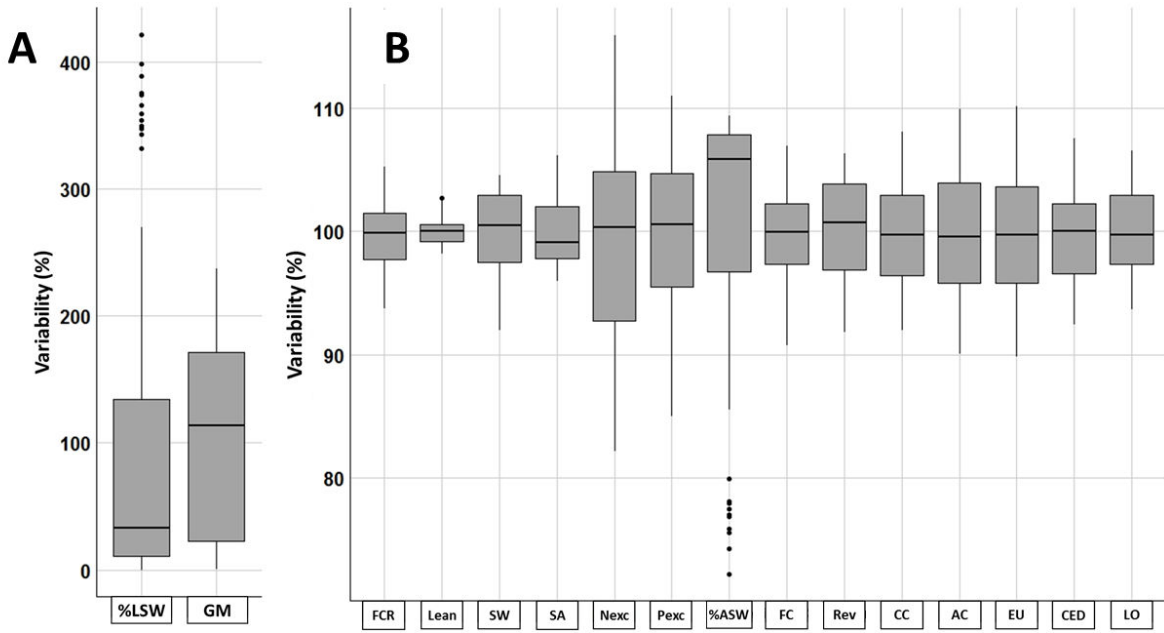 A
Variability (%)
400
300
200
100
0
%LSW GM
B
Variability (%)
110
100
90
80
FCR Lean SW SA Nexc Pexc %ASW FC Rev CC AC EU CED LO